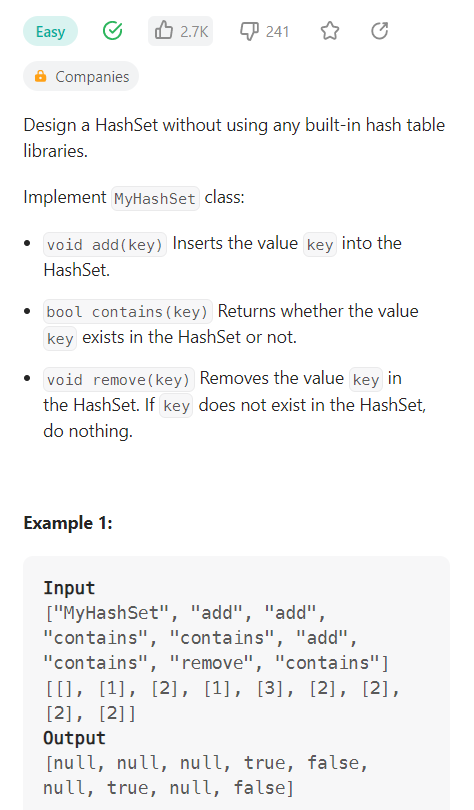 Easy 2.7K 241
Companies
Design a HashSet without using any built-in hash table
libraries.
Implement MyHashSet class:
• void add(key) Inserts the value key into the
HashSet.
• bool contains(key) Returns whether the value
key exists in the HashSet or not.
• void remove(key) Removes the value key in
the HashSet. If key does not exist in the HashSet,
do nothing.
Example 1:
Input
["MyHashSet", "add", "add",
"contains", "contains", "add",
"contains", "remove", "contains"]
[[], [1], [2], [1], [3], [2], [2],
[2], [2]]
Output
[null, null, null, true, false,
null, true, null, false]